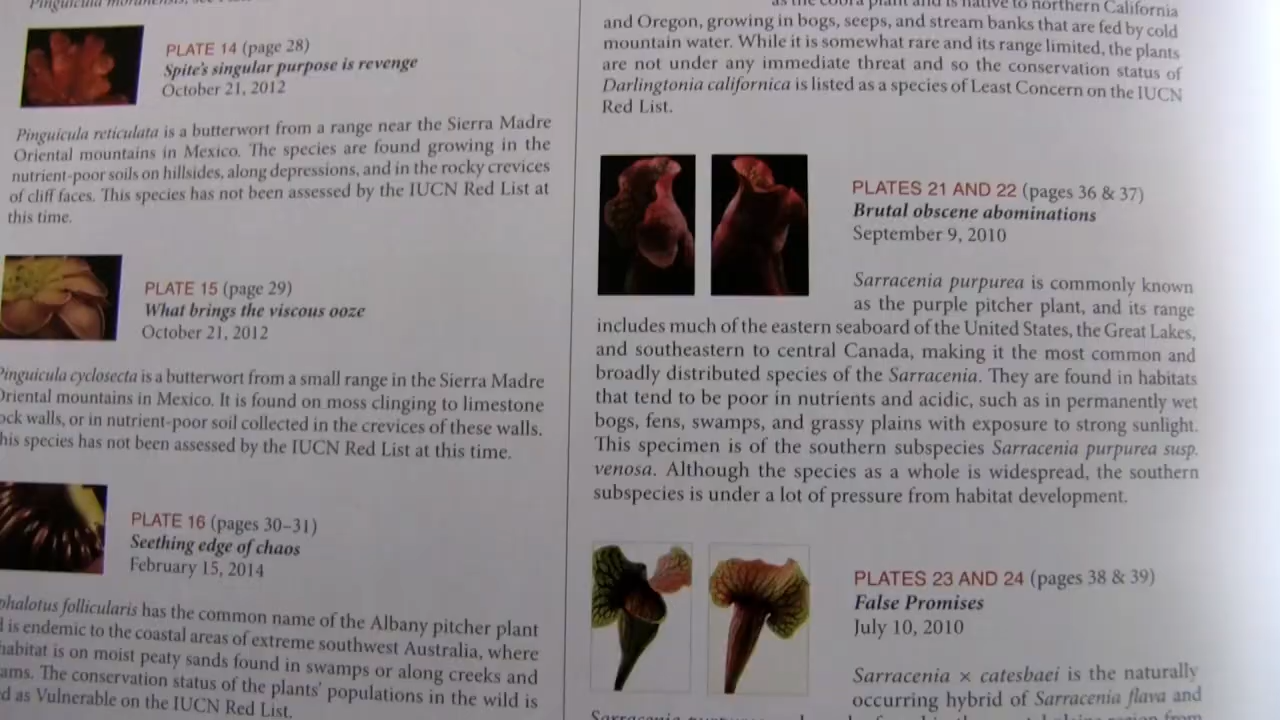 Pinguicula moranensis, see
PLATE 14 (page 28)
Spite's singular purpose is revenge
October 21, 2012
Pinguicula reticulata is a butterwort from a range near the Sierra Madre
Oriental mountains in Mexico. The species are found growing in the
nutrient-poor soils on hillsides, along depressions, and in the rocky crevices
of cliff faces. This species has not been assessed by the IUCN Red List at
this time.
PLATE 15 (page 29)
What brings the viscous ooze
October 21, 2012
Pinguicula cyclosecta is a butterwort from a small range in the Sierra Madre
Oriental mountains in Mexico. It is found on moss clinging to limestone
ock walls, or in nutrient-poor soil collected in the crevices of these walls.
his species has not been assessed by the IUCN Red List at this time.
PLATE 16 (pages 30–31)
Seething edge of chaos
February 15, 2014
phalotus follicularis has the common name of the Albany pitcher plant
d is endemic to the coastal areas of extreme southwest Australia, where
habitat is on moist peaty sands found in swamps or along creeks and
ams. The conservation status of the plants' populations in the wild is
ed as Vulnerable on the IUCN Red List.
as the cobra plant and is native to northern California
and Oregon, growing in bogs, seeps, and stream banks that are fed by cold
mountain water. While it is somewhat rare and its range limited, the plants
are not under any immediate threat and so the conservation status of
Darlingtonia californica is listed as a species of Least Concern on the IUCN
Red List.
PLATES 21 AND 22 (pages 36 & 37)
Brutal obscene abominations
September 9, 2010
Sarracenia purpurea is commonly known
as the purple pitcher plant, and its range
includes much of the eastern seaboard of the United States, the Great Lakes,
and southeastern to central Canada, making it the most common and
broadly distributed species of the Sarracenia. They are found in habitats
that tend to be poor in nutrients and acidic, such as in permanently wet
bogs, fens, swamps, and grassy plains with exposure to strong sunlight.
This specimen is of the southern subspecies Sarracenia purpurea susp.
venosa. Although the species as a whole is widespread, the southern
subspecies is under a lot of pressure from habitat development.
PLATES 23 AND 24 (pages 38 & 39)
False Promises
July 10, 2010
Sarracenia × catesbaei is the naturally
occurring hybrid of Sarracenia flava and